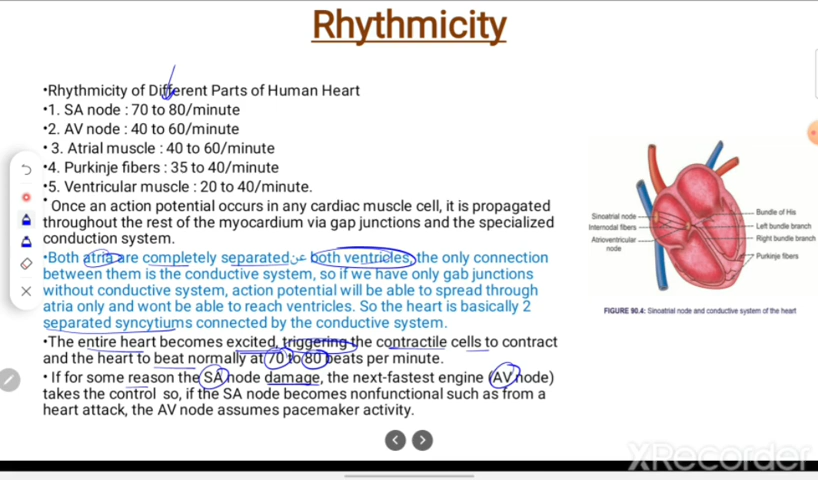 Rhythmicity
•Rhythmicity of Different Parts of Human Heart
•1. SA node : 70 to 80/minute
•2. AV node : 40 to 60/minute
• 3. Atrial muscle : 40 to 60/minute
•4. Purkinje fibers : 35 to 40/minute
•5. Ventricular muscle : 20 to 40/minute.
•Once an action potential occurs in any cardiac muscle cell, it is propagated
throughout the rest of the myocardium via gap junctions and the specialized
conduction system.
•Both atria are completely separated عن both ventricles, the only connection
between them is the conductive system, so if we have only gab junctions
without conductive system, action potential will be able to spread through
atria only and wont be able to reach ventricles. So the heart is basically 2
separated syncytiums connected by the conductive system.
•The entire heart becomes excited, triggering the contractile cells to contract
and the heart to beat normally at 70 to 80 beats per minute.
• If for some reason the SA node damage, the next-fastest engine (AV node)
takes the control so, if the SA node becomes nonfunctional such as from a
heart attack, the AV node assumes pacemaker activity.
Sinoatrial node
Internodal fibers
Atrioventricular
node
Bundle of His
Left bundle branch
Right bundle branch
Purkinje fibers
FIGURE 90.4: Sinoatrial node and conductive system of the heart
XRecorder